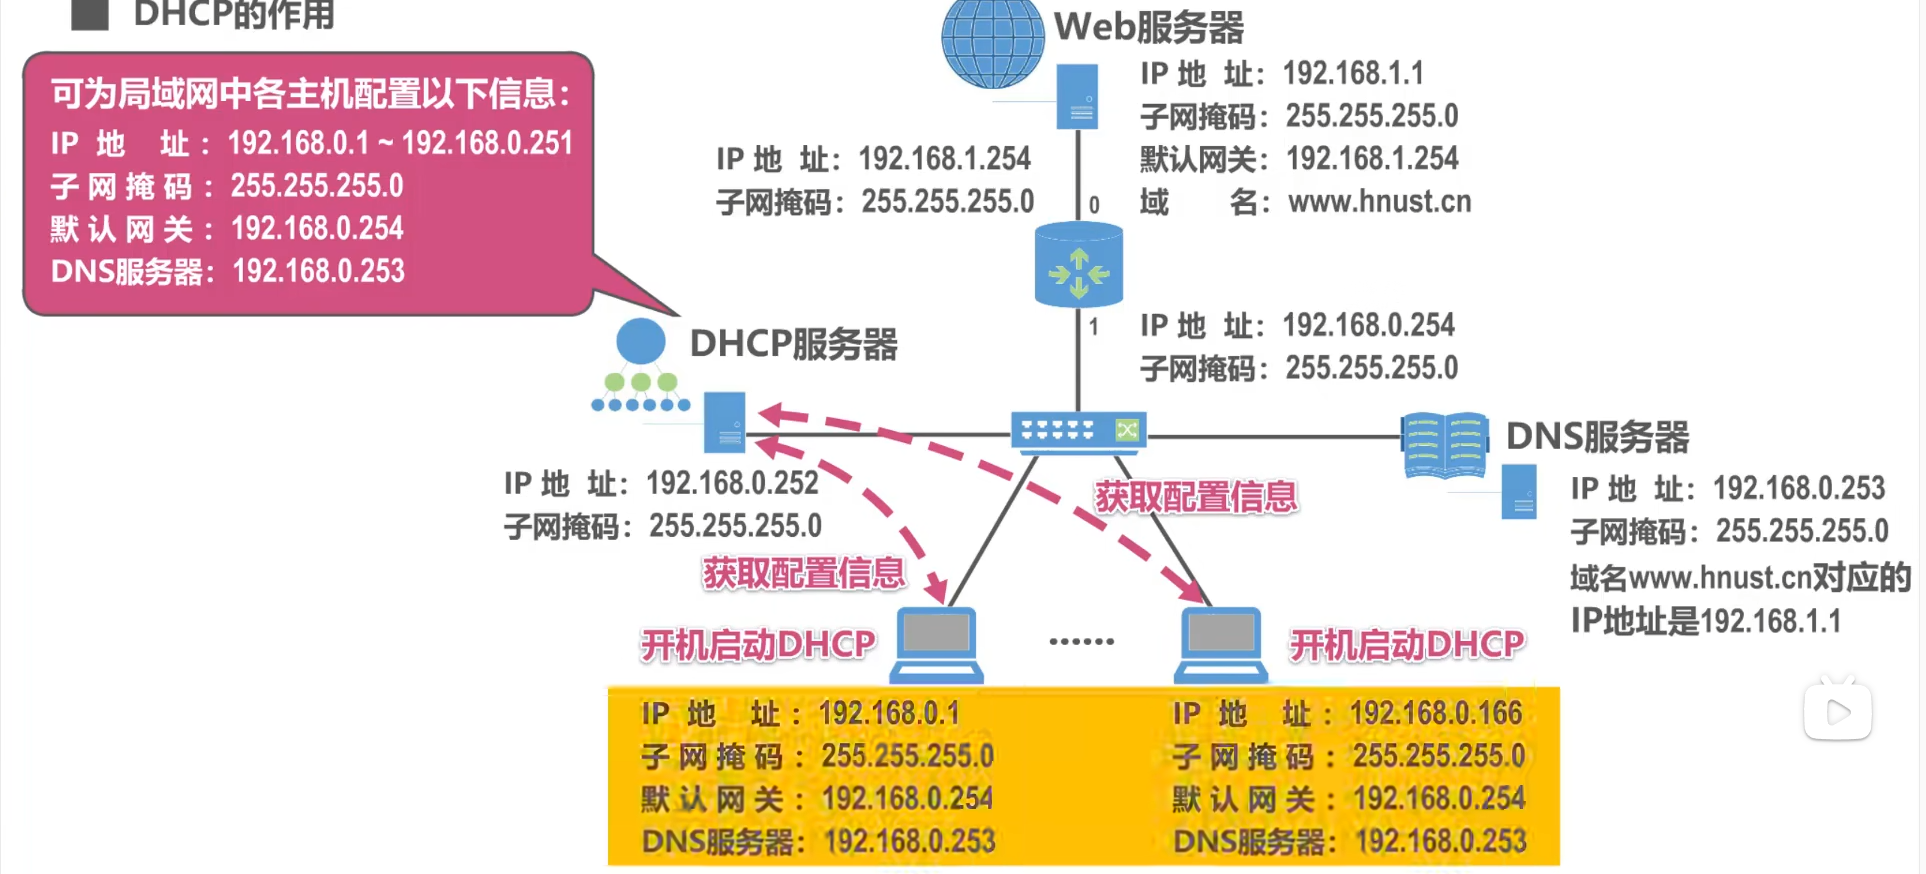 DHCP的作用
可为局域网中各主机配置以下信息：
IP 地 址：192.168.0.1 ~ 192.168.0.251
子网掩码：255.255.255.0
默认网关：192.168.0.254
DNS服务器：192.168.0.253
Web服务器
IP 地 址：192.168.1.1
子网掩码：255.255.255.0
默认网关：192.168.1.254
域 名：www.hnust.cn
IP 地 址：192.168.1.254
子网掩码：255.255.255.0
0
1
IP 地 址：192.168.0.254
子网掩码：255.255.255.0
DHCP服务器
IP 地 址：192.168.0.252
子网掩码：255.255.255.0
DNS服务器
IP 地 址：192.168.0.253
子网掩码：255.255.255.0
域名www.hnust.cn对应的
IP地址是192.168.1.1
获取配置信息
获取配置信息
开机启动DHCP
......
开机启动DHCP
IP 地 址：192.168.0.1
子网掩码：255.255.255.0
默认网关：192.168.0.254
DNS服务器：192.168.0.253
IP 地 址：192.168.0.166
子网掩码：255.255.255.0
默认网关：192.168.0.254
DNS服务器：192.168.0.253